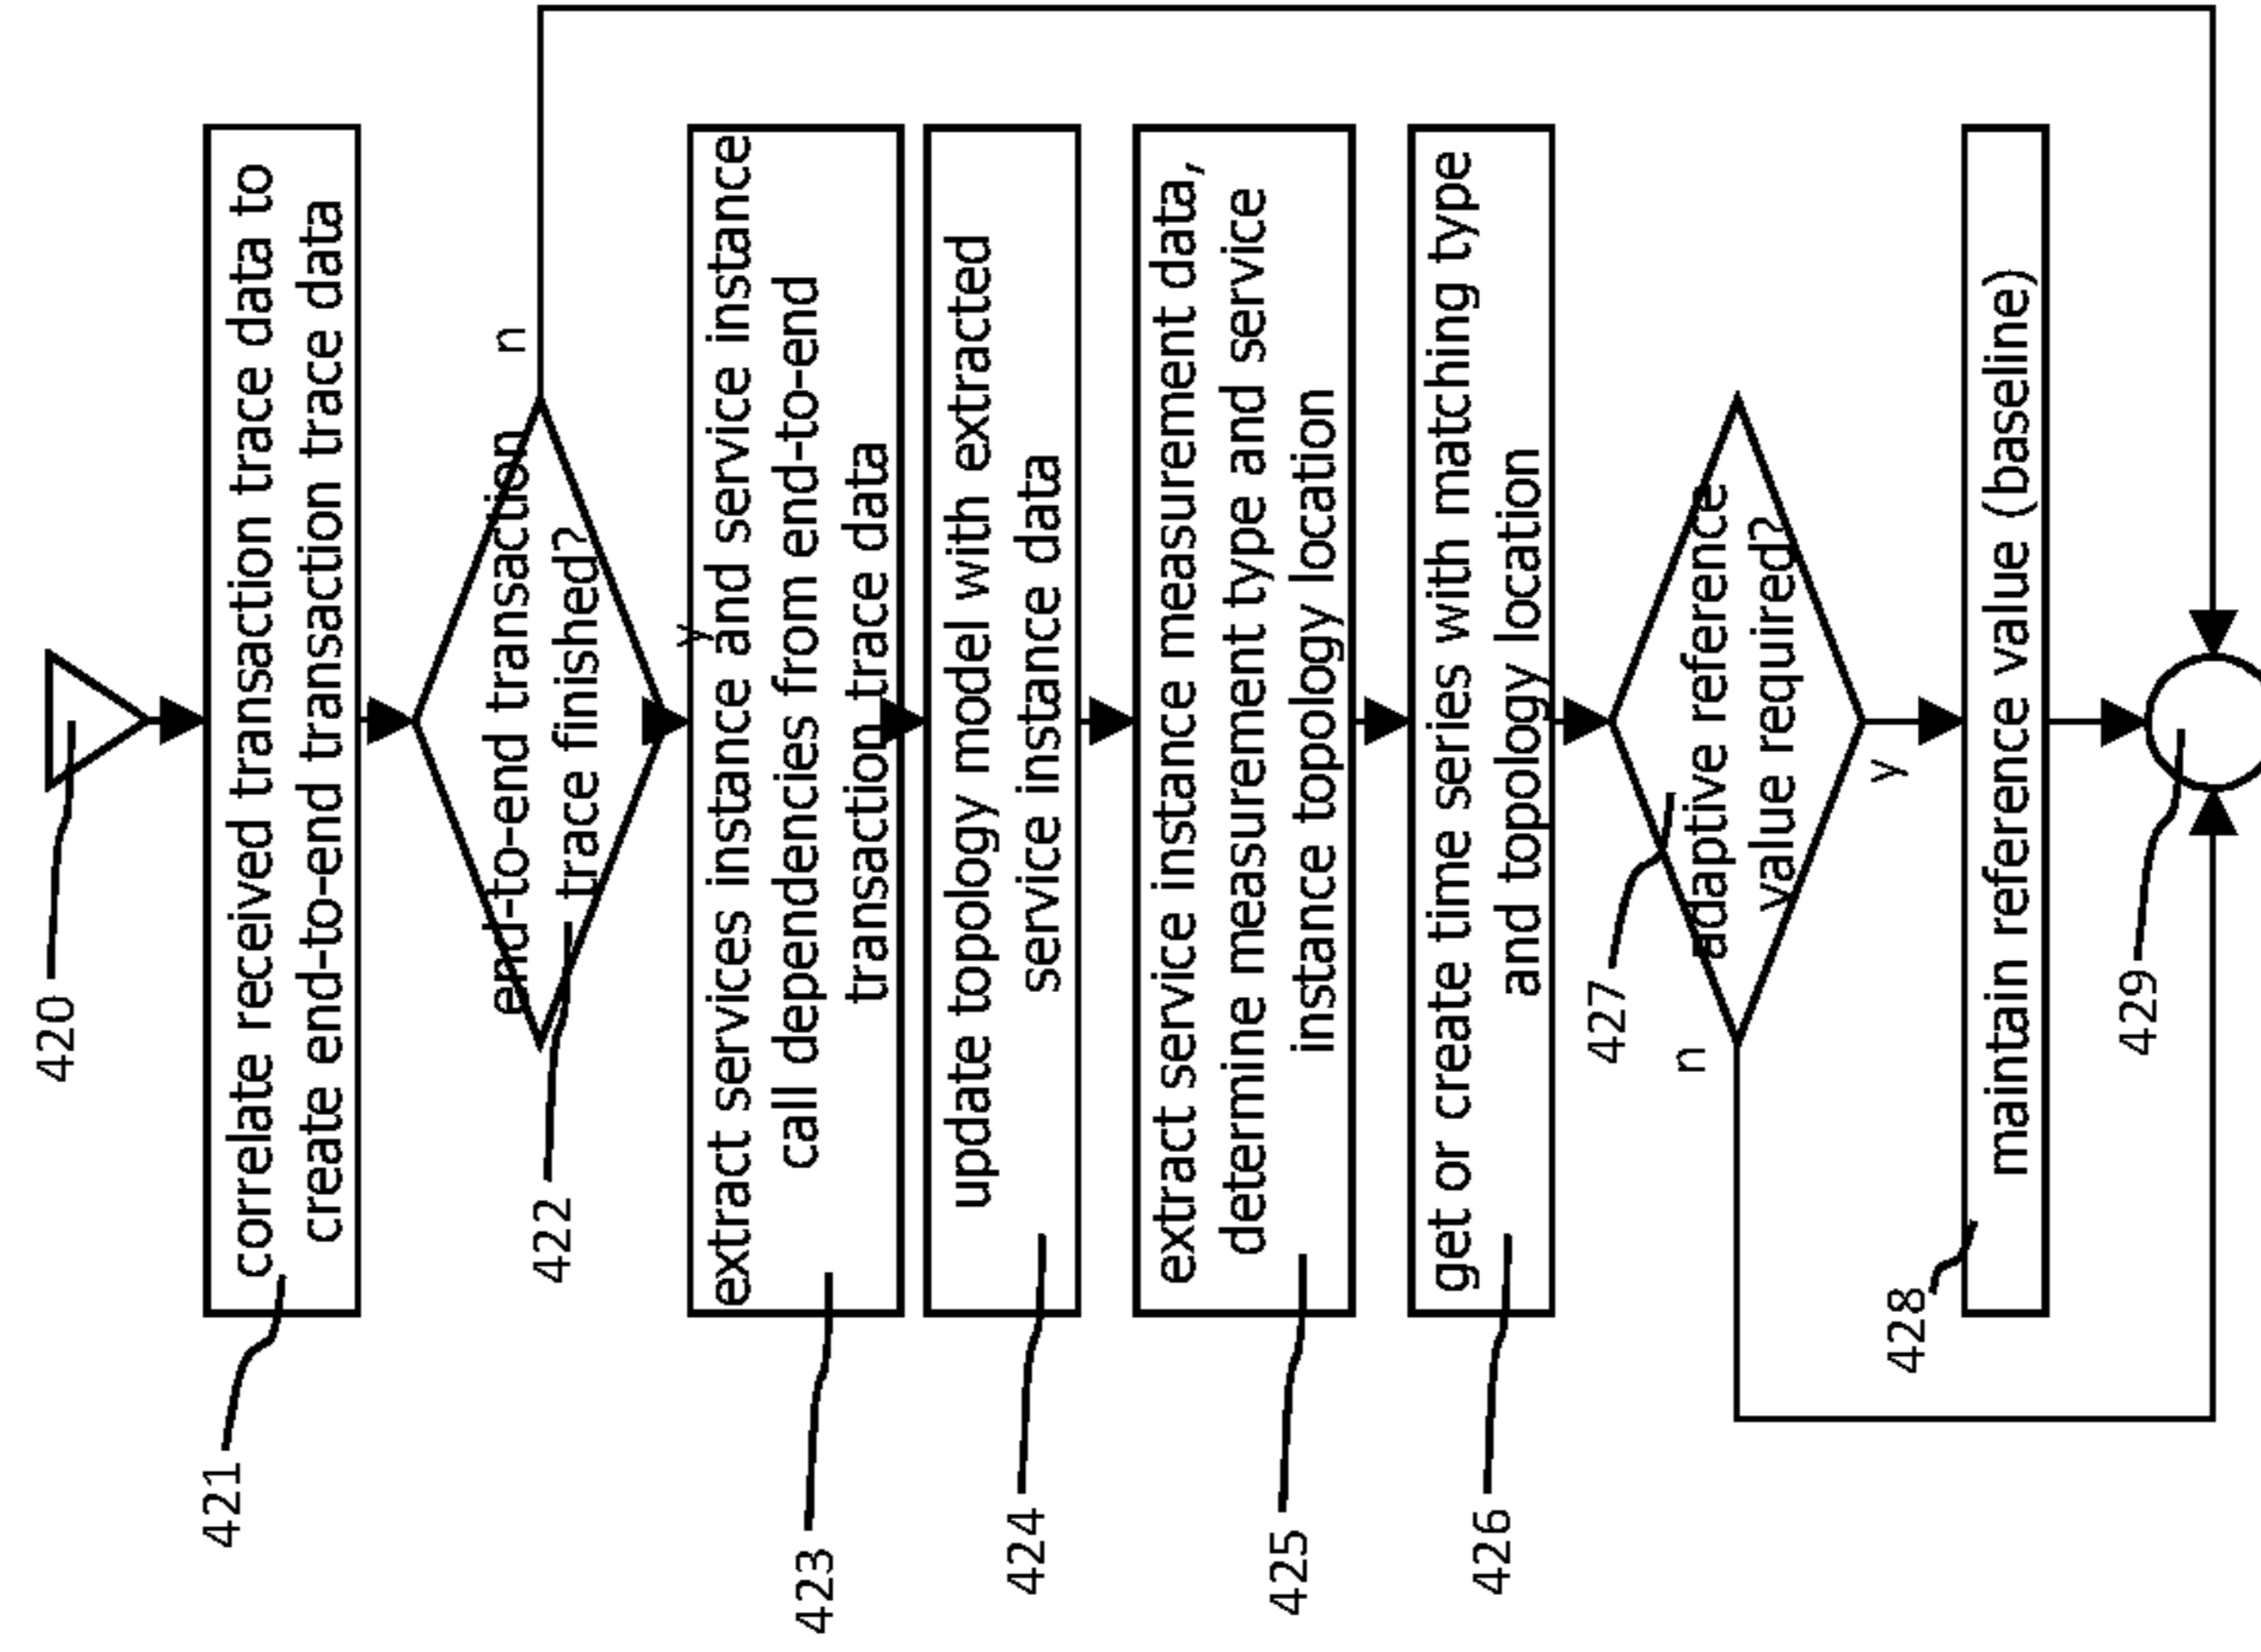 420
421
correlate received transaction trace data to
create end-to-end transaction trace data
422
end-to-end transaction
trace finished?
n
y
423
extract services instance and service instance
call dependencies from end-to-end
transaction trace data
424
update topology model with extracted
service instance data
425
extract service instance measurement data,
determine measurement type and service
instance topology location
426
get or create time series with matching type
and topology location
427
adaptive reference
value required?
n
y
428
maintain reference value (baseline)
429